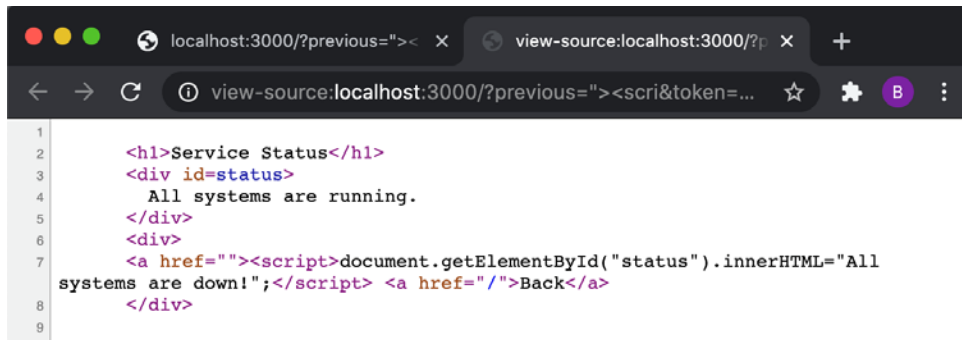 localhost:3000/?previous="><
view-source:localhost:3000/?p
view-source:localhost:3000/?previous="><scri&token=...
B
1
2 <h1>Service Status</h1>
3 <div id=status>
4 All systems are running.
5 </div>
6 <div>
7 <a href=""><script>document.getElementById("status").innerHTML="All
systems are down!";</script> <a href="/">Back</a>
8 </div>
9